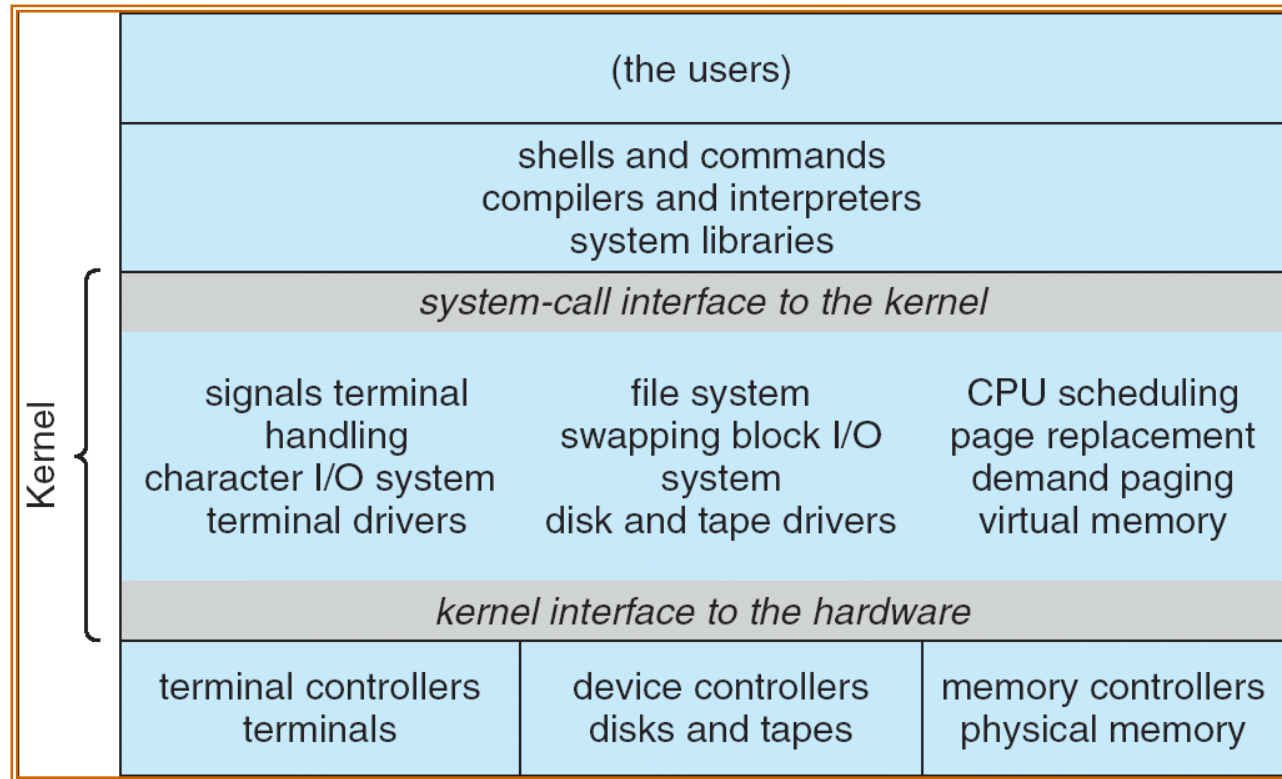 (the users)
shells and commands
compilers and interpreters
system libraries
Kernel
system-call interface to the kernel
signals terminal
handling
character I/O system
terminal drivers
file system
swapping block I/O
system
disk and tape drivers
CPU scheduling
page replacement
demand paging
virtual memory
kernel interface to the hardware
terminal controllers
terminals
device controllers
disks and tapes
memory controllers
physical memory